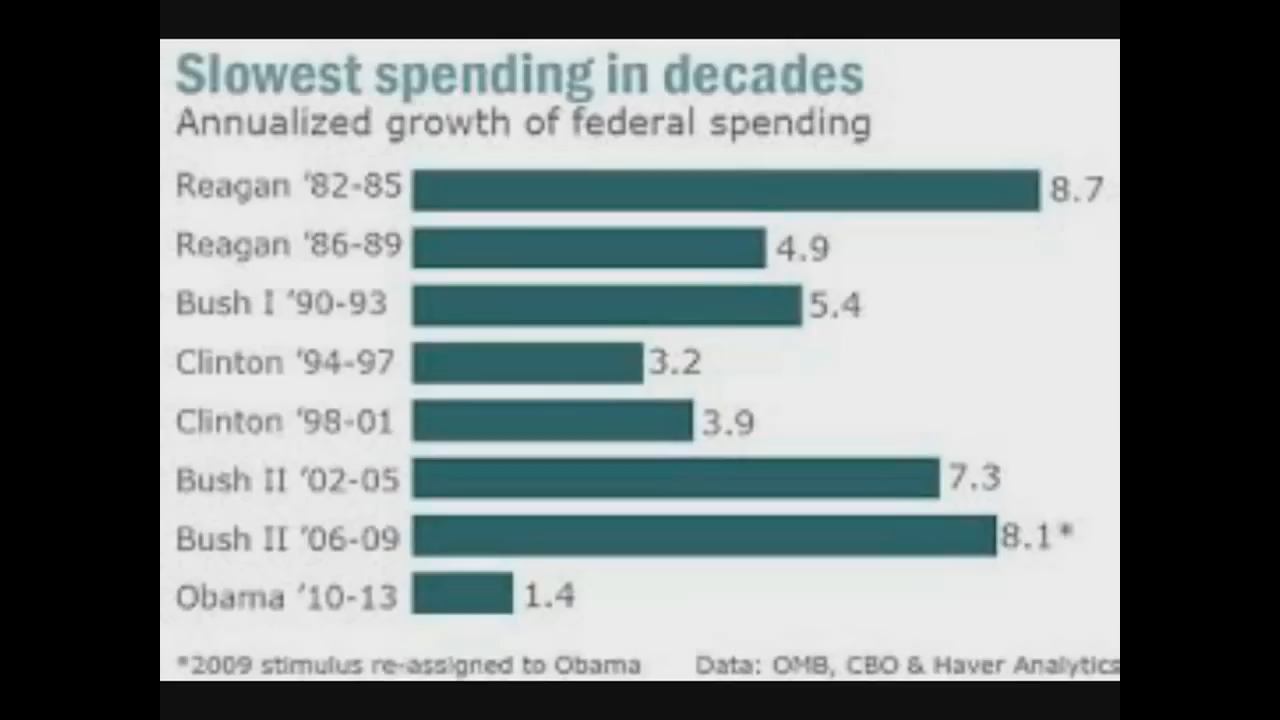 Slowest spending in decades
Annualized growth of federal spending
Reagan '82-85 8.7
Reagan '86-89 4.9
Bush I '90-93 5.4
Clinton '94-97 3.2
Clinton '98-01 3.9
Bush II '02-05 7.3
Bush II '06-09 8.1*
Obama '10-13 1.4
*2009 stimulus re-assigned to Obama Data: OMB, CBO & Haver Analytics